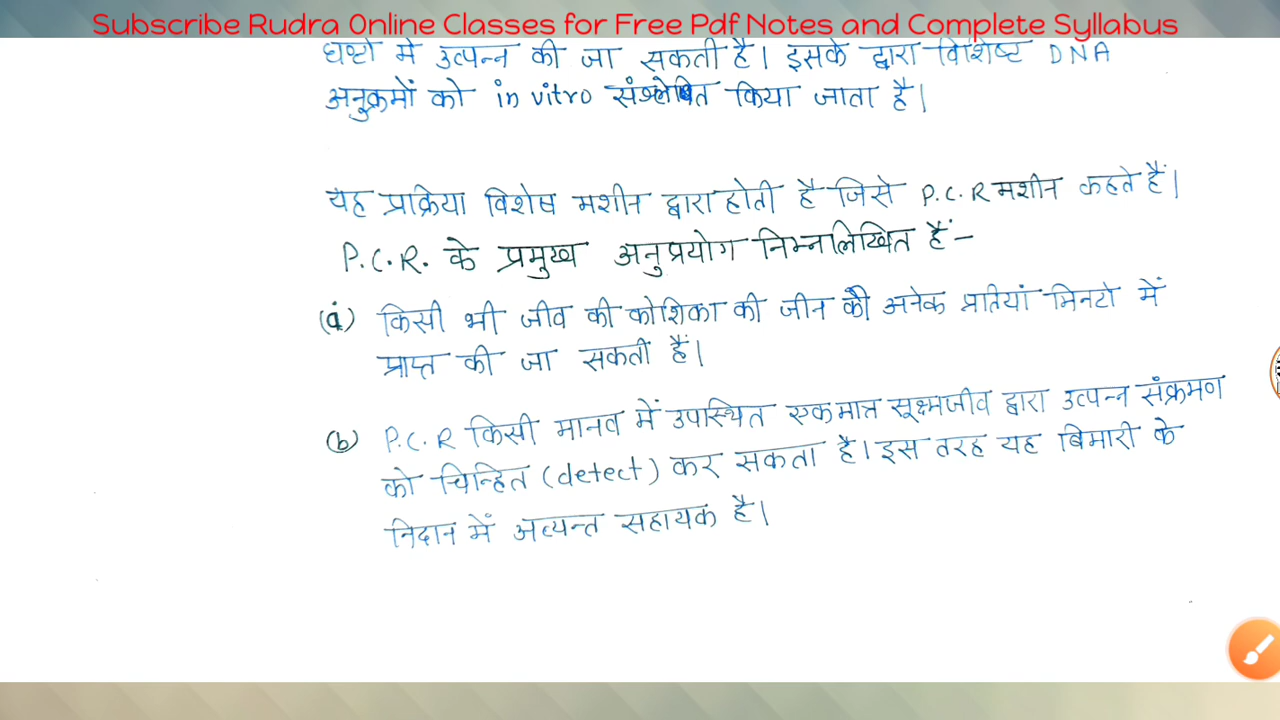 Subscribe Rudra Online Classes for Free Pdf Notes and Complete Syllabus
घण्टो में उत्पन्न की जा सकती है। इसके द्वारा विशिष्ट DNA
अनुक्रमों को in vitro संश्लेषित किया जाता है।
यह प्रक्रिया विशेष मशीन द्वारा होती है जिसे P.C.R मशीन कहते हैं।
P.C.R. के प्रमुख अनुप्रयोग निम्नलिखित हैं-
(a) किसी भी जीव की कोशिका की जीन की अनेक प्रतियां मिनटो में
प्राप्त की जा सकती हैं।
(b) P.C.R किसी मानव में उपस्थित एकमात्र सूक्ष्मजीव द्वारा उत्पन्न संक्रमण
को चिन्हित (detect) कर सकता है। इस तरह यह बिमारी के
निदान में अत्यन्त सहायक है।